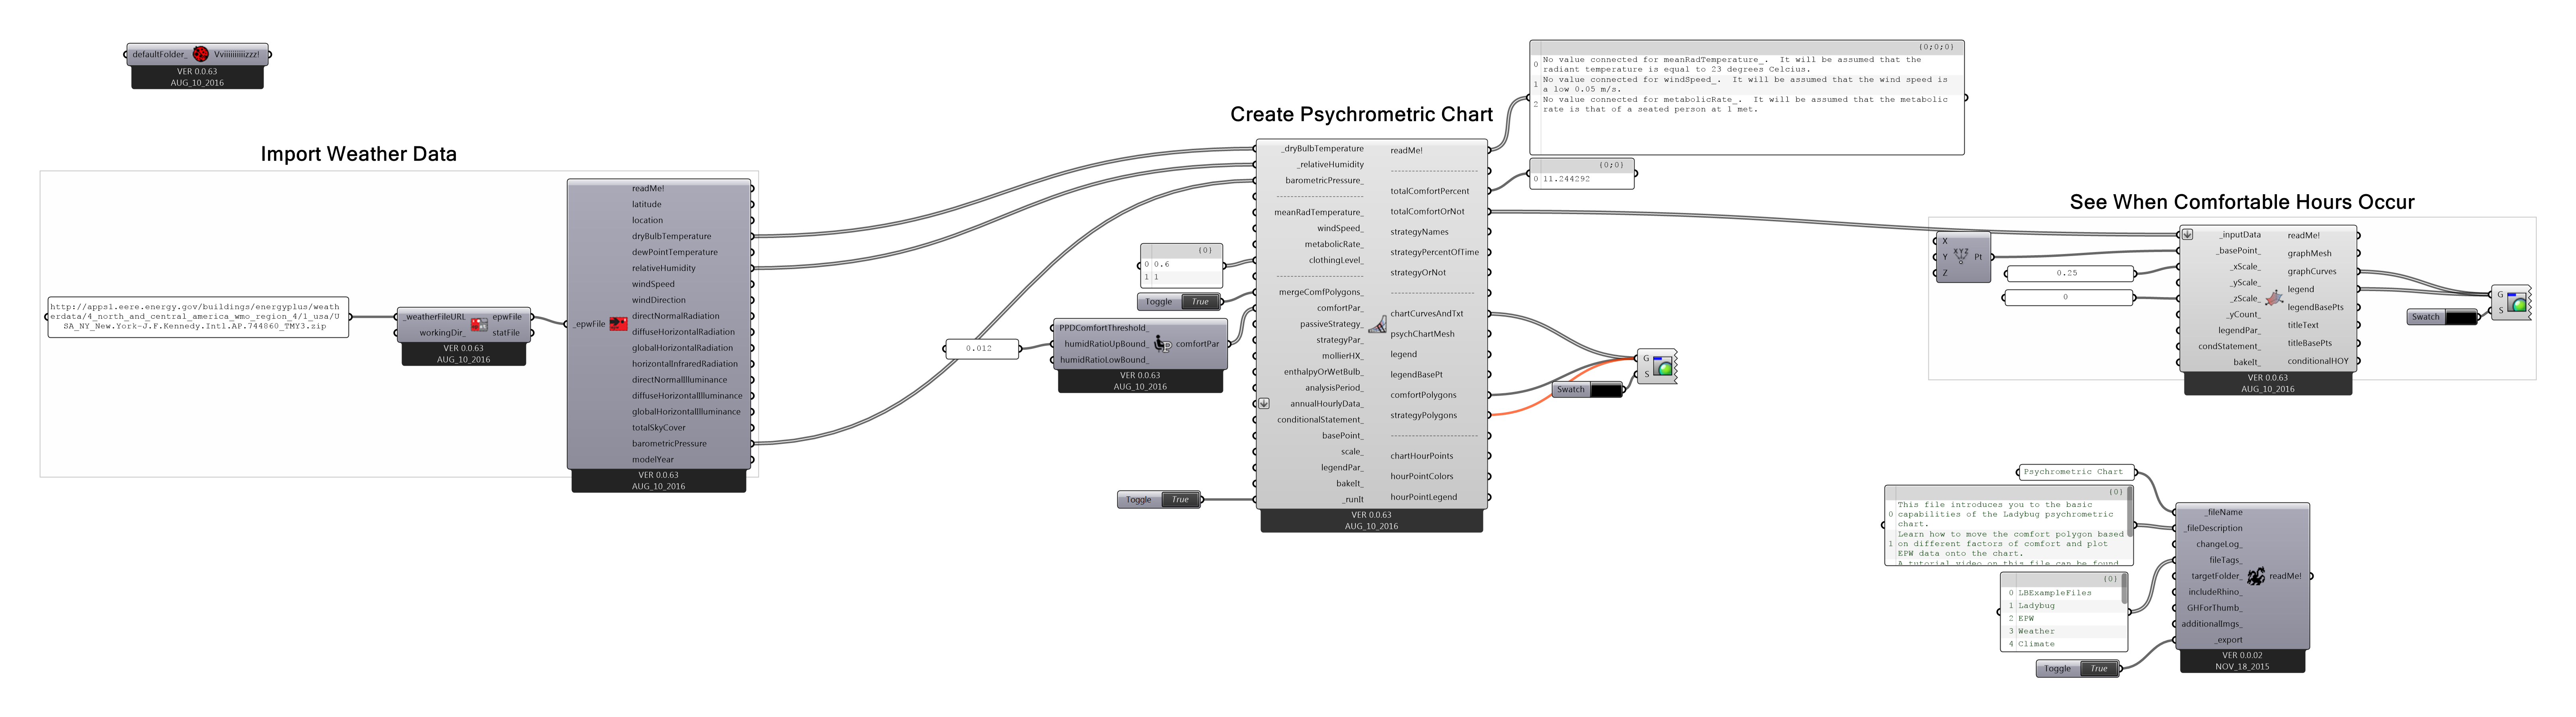 defaultFolder_ Vviiiiiiiiiizzz!
VER 0.0.63
AUG_10_2016
Import Weather Data
http://apps1.eere.energy.gov/buildings/energyplus/weath
erdata/4_north_and_central_america_wmo_region_4/1_usa/U
SA_NY_New.York-J.F.Kennedy.Intl.AP.744860_TMY3.zip
_weatherFileURL epwFile
workingDir_ statFile
VER 0.0.63
AUG_10_2016
_epwFile
readMe!
latitude
location
dryBulbTemperature
dewPointTemperature
relativeHumidity
windSpeed
windDirection
directNormalRadiation
diffuseHorizontalRadiation
globalHorizontalRadiation
horizontalInfraredRadiation
directNormalIlluminance
diffuseHorizontalIlluminance
globalHorizontalIlluminance
totalSkyCover
barometricPressure
modelYear
VER 0.0.63
AUG_10_2016
0.012
PPDComfortThreshold_
humidRatioUpBound_ comfortPar
humidRatioLowBound_
VER 0.0.63
AUG_10_2016
{0}
0 0.6
1 1
Toggle True
Toggle True
Create Psychrometric Chart
_dryBulbTemperature
_relativeHumidity
barometricPressure_
------------------------
meanRadTemperature_
windSpeed_
metabolicRate_
clothingLevel_
------------------------
mergeComfPolygons_
comfortPar_
passiveStrategy_
strategyPar_
mollierHX_
enthalpyOrWetBulb_
analysisPeriod_
annualHourlyData_
conditionalStatement_
basePoint_
scale_
legendPar_
bakeIt_
_runIt
readMe!
------------------------
totalComfortPercent
totalComfortOrNot
strategyNames
strategyPercentOfTime
strategyOrNot
------------------------
chartCurvesAndTxt
psychChartMesh
legend
legendBasePt
comfortPolygons
strategyPolygons
------------------------
chartHourPoints
hourPointColors
hourPointLegend
VER 0.0.63
AUG_10_2016
{0;0;0}
0 No value connected for meanRadTemperature_.  It will be assumed that the
radiant temperature is equal to 23 degrees Celcius.
1 No value connected for windSpeed_.  It will be assumed that the wind speed is
a low 0.05 m/s.
2 No value connected for metabolicRate_.  It will be assumed that the metabolic
rate is that of a seated person at 1 met.
{0;0}
0 11.244292
Swatch
G
S
See When Comfortable Hours Occur
X
Y Pt
Z
XYZ
0.25
0
_inputData
_basePoint_
_xScale_
_yScale_
_zScale_
_yCount_
legendPar_
condStatement_
bakeIt_
readMe!
graphMesh
graphCurves
legend
legendBasePts
titleText
titleBasePts
conditionalHOY
VER 0.0.63
AUG_10_2016
Swatch
G
S
Psychrometric Chart
{0}
0 This file introduces you to the basic
capabilities of the Ladybug psychrometric
chart.
1 Learn how to move the comfort polygon based
on different factors of comfort and plot
EPW data onto the chart.
A tutorial video on this file can be found
{0}
0 LBExampleFiles
1 Ladybug
2 EPW
3 Weather
4 Climate
Toggle True
_fileName
_fileDescription
changeLog_
fileTags_
targetFolder_ readMe!
includeRhino_
GHForThumb_
additionalImgs_
_export
VER 0.0.02
NOV_18_2015